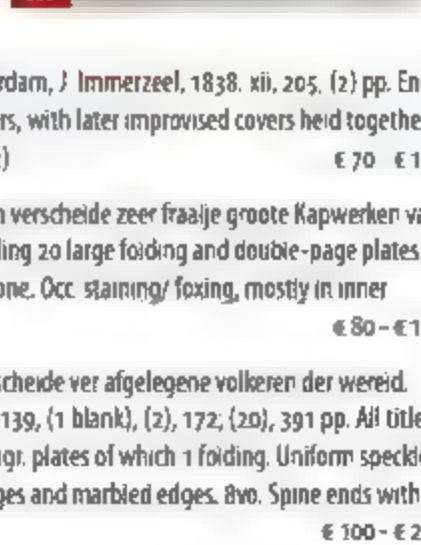 rdam, J. Immerzeel, 1838. xii, 205, (2) pp. En
rs, with later improvised covers held togethe
) € 70 € 1
n verscheide zeer fraaije groote Kapwerken va
ling 20 large folding and double-page plates.
one. Occ. staining/ foxing, mostly in inner
€ 80 - € 1
scheide ver afgelegene volkeren der wereld.
139, (1 blank), (2), 172; (20), 391 pp. All title
gr. plates of which 1 folding. Uniform speckl
ges and marbled edges. 8vo. Spine ends with
€ 100 - € 2